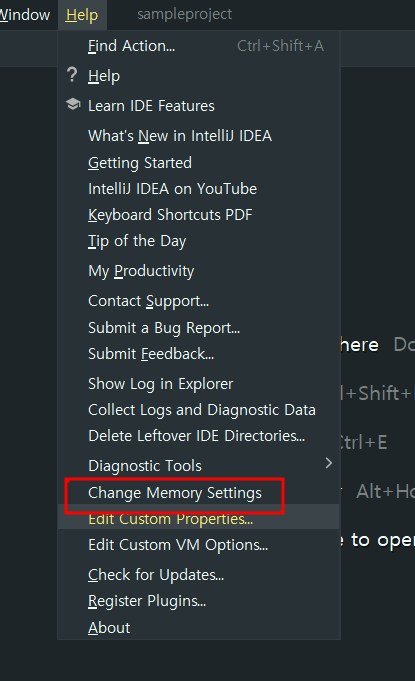 Window Help sampleproject
Find Action... Ctrl+Shift+A
Help
Learn IDE Features
What's New in IntelliJ IDEA
Getting Started
IntelliJ IDEA on YouTube
Keyboard Shortcuts PDF
Tip of the Day
My Productivity
Contact Support...
Submit a Bug Report...
here Do
Submit Feedback...
Show Log in Explorer
l+Shift+
Collect Logs and Diagnostic Data
Delete Leftover IDE Directories...
Ctrl+E
Diagnostic Tools
Change Memory Settings
Alt+Ho
Edit Custom Properties...
Edit Custom VM Options...
e to oper
Check for Updates...
Register Plugins...
About